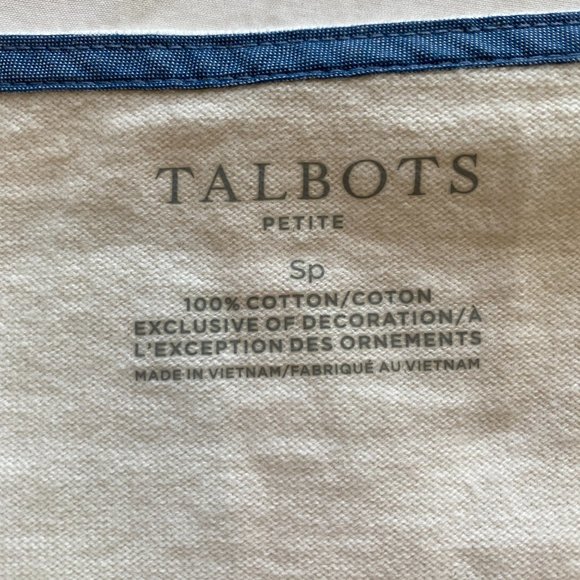 TALBOTS
PETITE
Sp
100% COTTON/COTON
EXCLUSIVE OF DECORATION/À
L'EXCEPTION DES ORNEMENTS
MADE IN VIETNAM/FABRIQUÉ AU VIETNAM